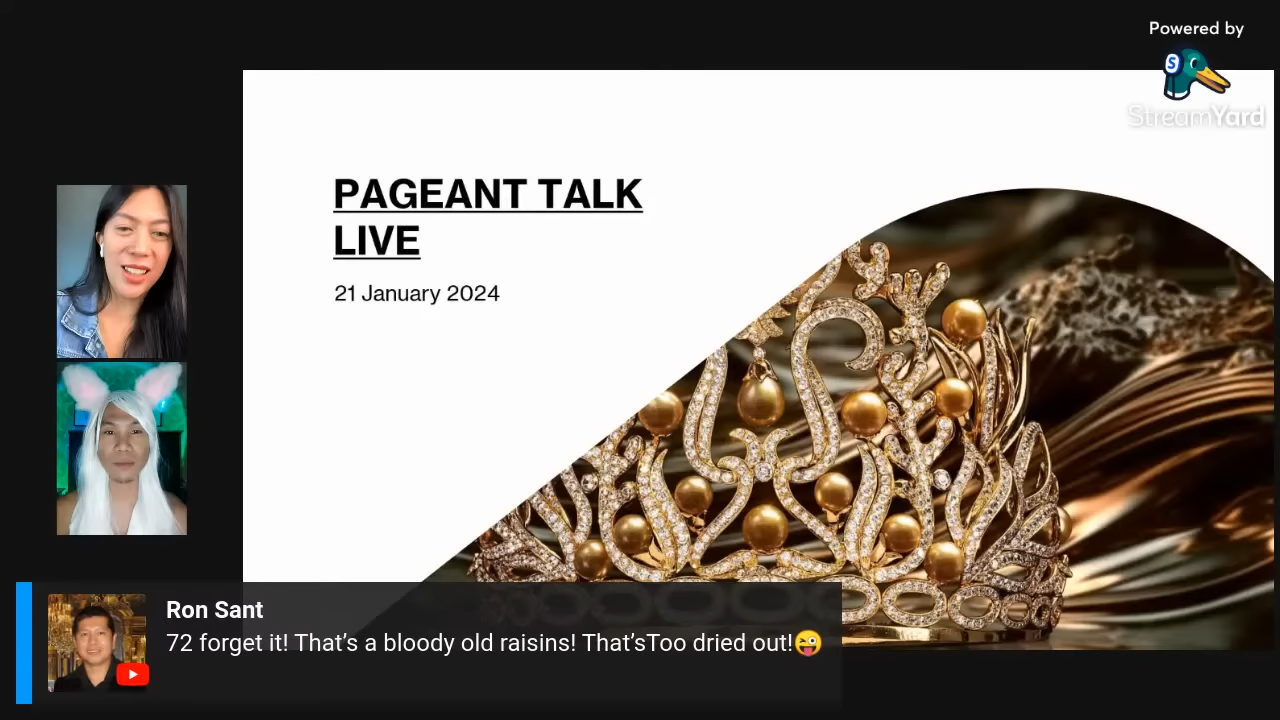 Powered by
S
StreamYard
PAGEANT TALK
LIVE
21 January 2024
Ron Sant
72 forget it! That’s a bloody old raisins! That’sToo dried out!😜